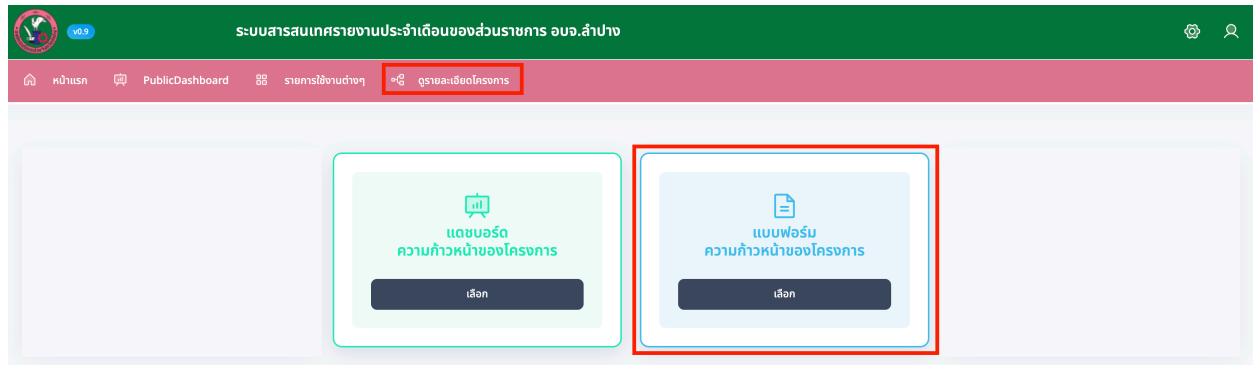 v0.9
ระบบสารสนเทศรายงานประจำเดือนของส่วนราชการ อบจ.ลำปาง
หน้าแรก PublicDashboard รายการใช้งานต่างๆ ดูรายละเอียดโครงการ
แดชบอร์ด
ความก้าวหน้าของโครงการ
เลือก
แบบฟอร์ม
ความก้าวหน้าของโครงการ
เลือก